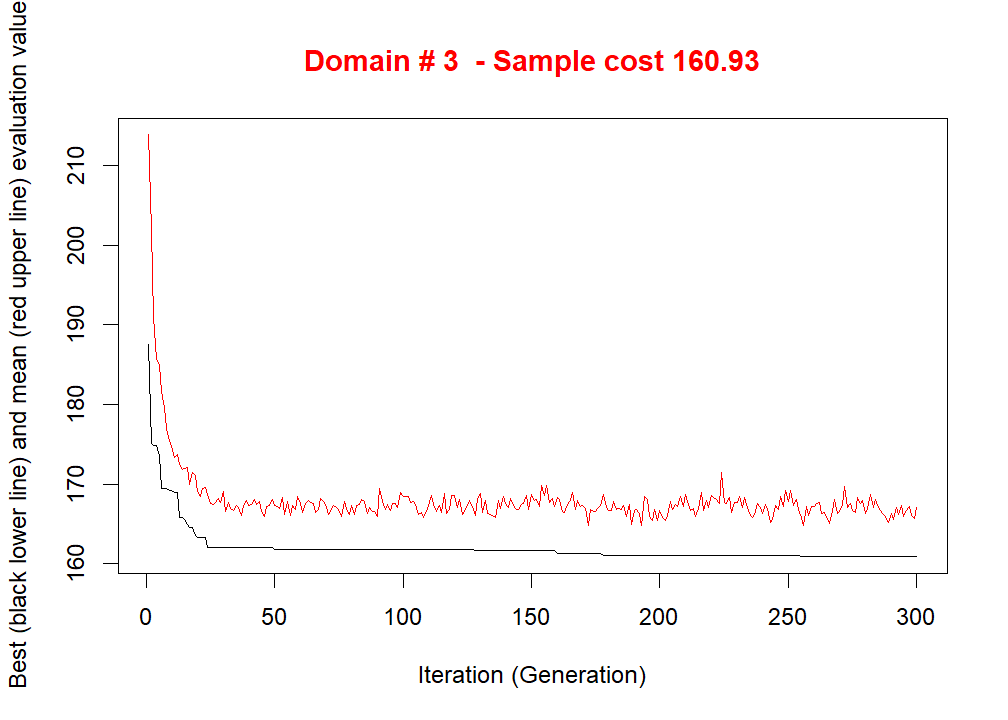 Domain # 3  - Sample cost 160.93
Best (black lower line) and mean (red upper line) evaluation value
210
200
190
180
170
160
0 50 100 150 200 250 300
Iteration (Generation)